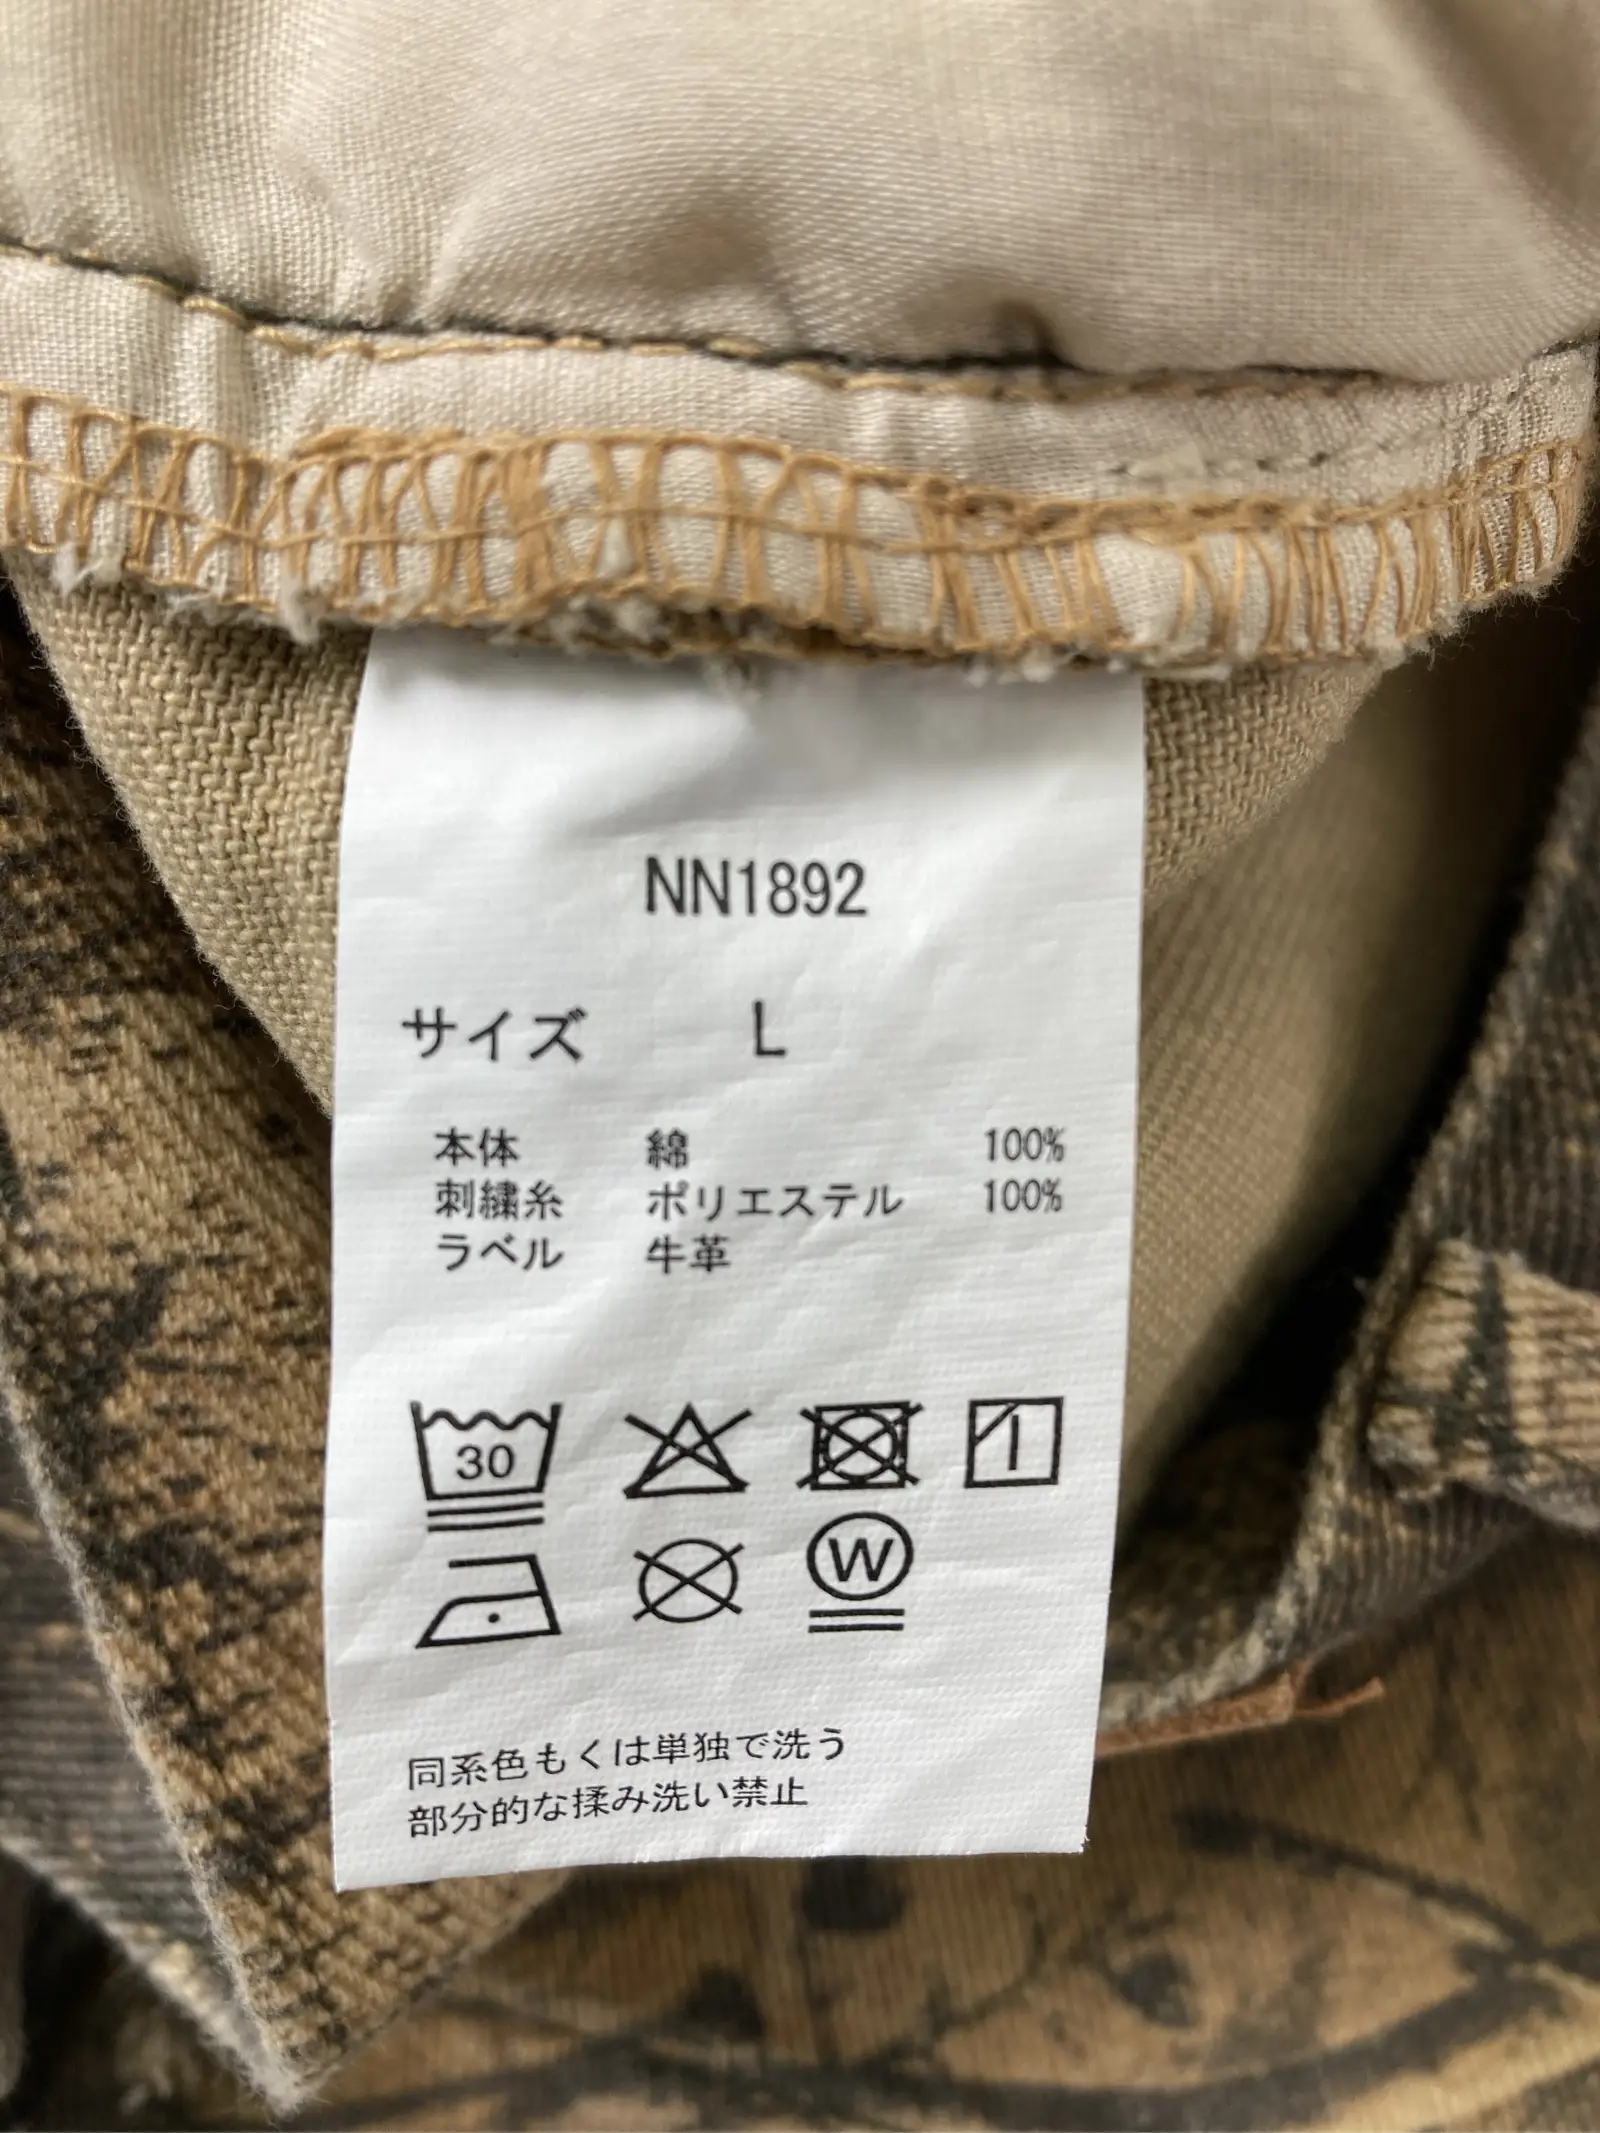 NN1892
サイズ L
本体 綿 100%
刺繍糸 ポリエステル 100%
ラベル 牛革
30
W
同系色もくは単独で洗う
部分的な揉み洗い禁止